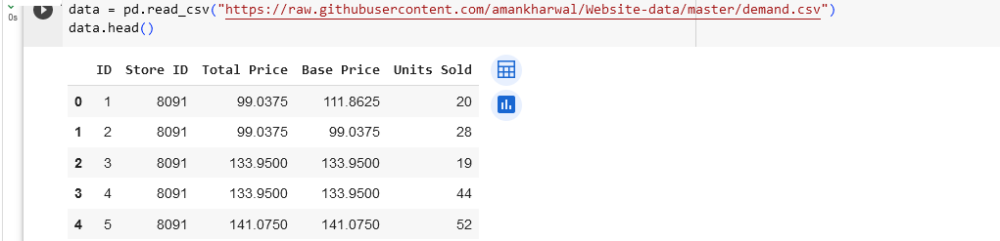 data = pd.read_csv("https://raw.githubusercontent.com/amankharwal/Website-data/master/demand.csv")
0s
data.head()
ID Store ID Total Price Base Price Units Sold
0 1 8091 99.0375 111.8625 20
1 2 8091 99.0375 99.0375 28
2 3 8091 133.9500 133.9500 19
3 4 8091 133.9500 133.9500 44
4 5 8091 141.0750 141.0750 52